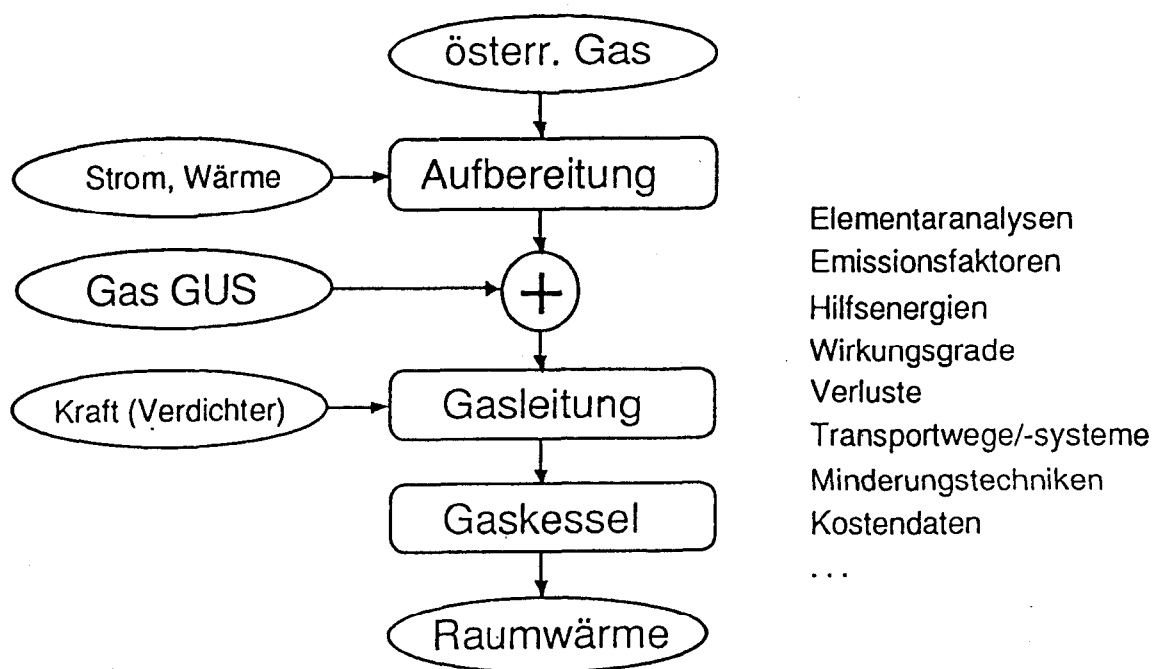 österr. Gas
Strom, Wärme
Aufbereitung
Gas GUS
+
Kraft (Verdichter)
Gasleitung
Gaskessel
Raumwärme
Elementaranalysen
Emissionsfaktoren
Hilfsenergien
Wirkungsgrade
Verluste
Transportwege/-systeme
Minderungstechniken
Kostendaten
...